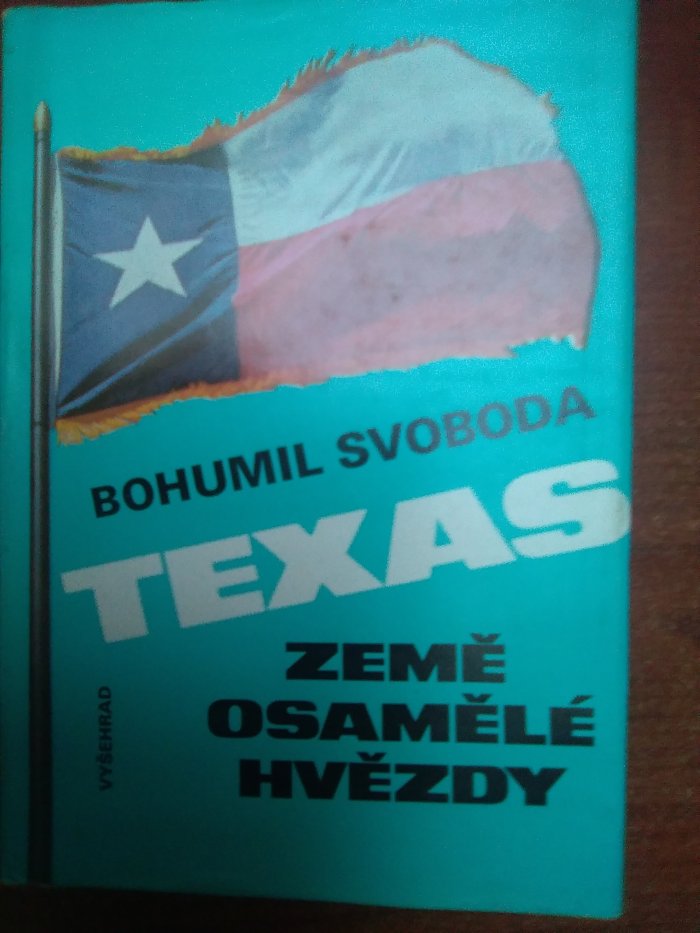 BOHUMIL SVOBODA
TEXAS
ZEMĚ
OSAMĚLÉ
HVĚZDY
VYŠEHRAD